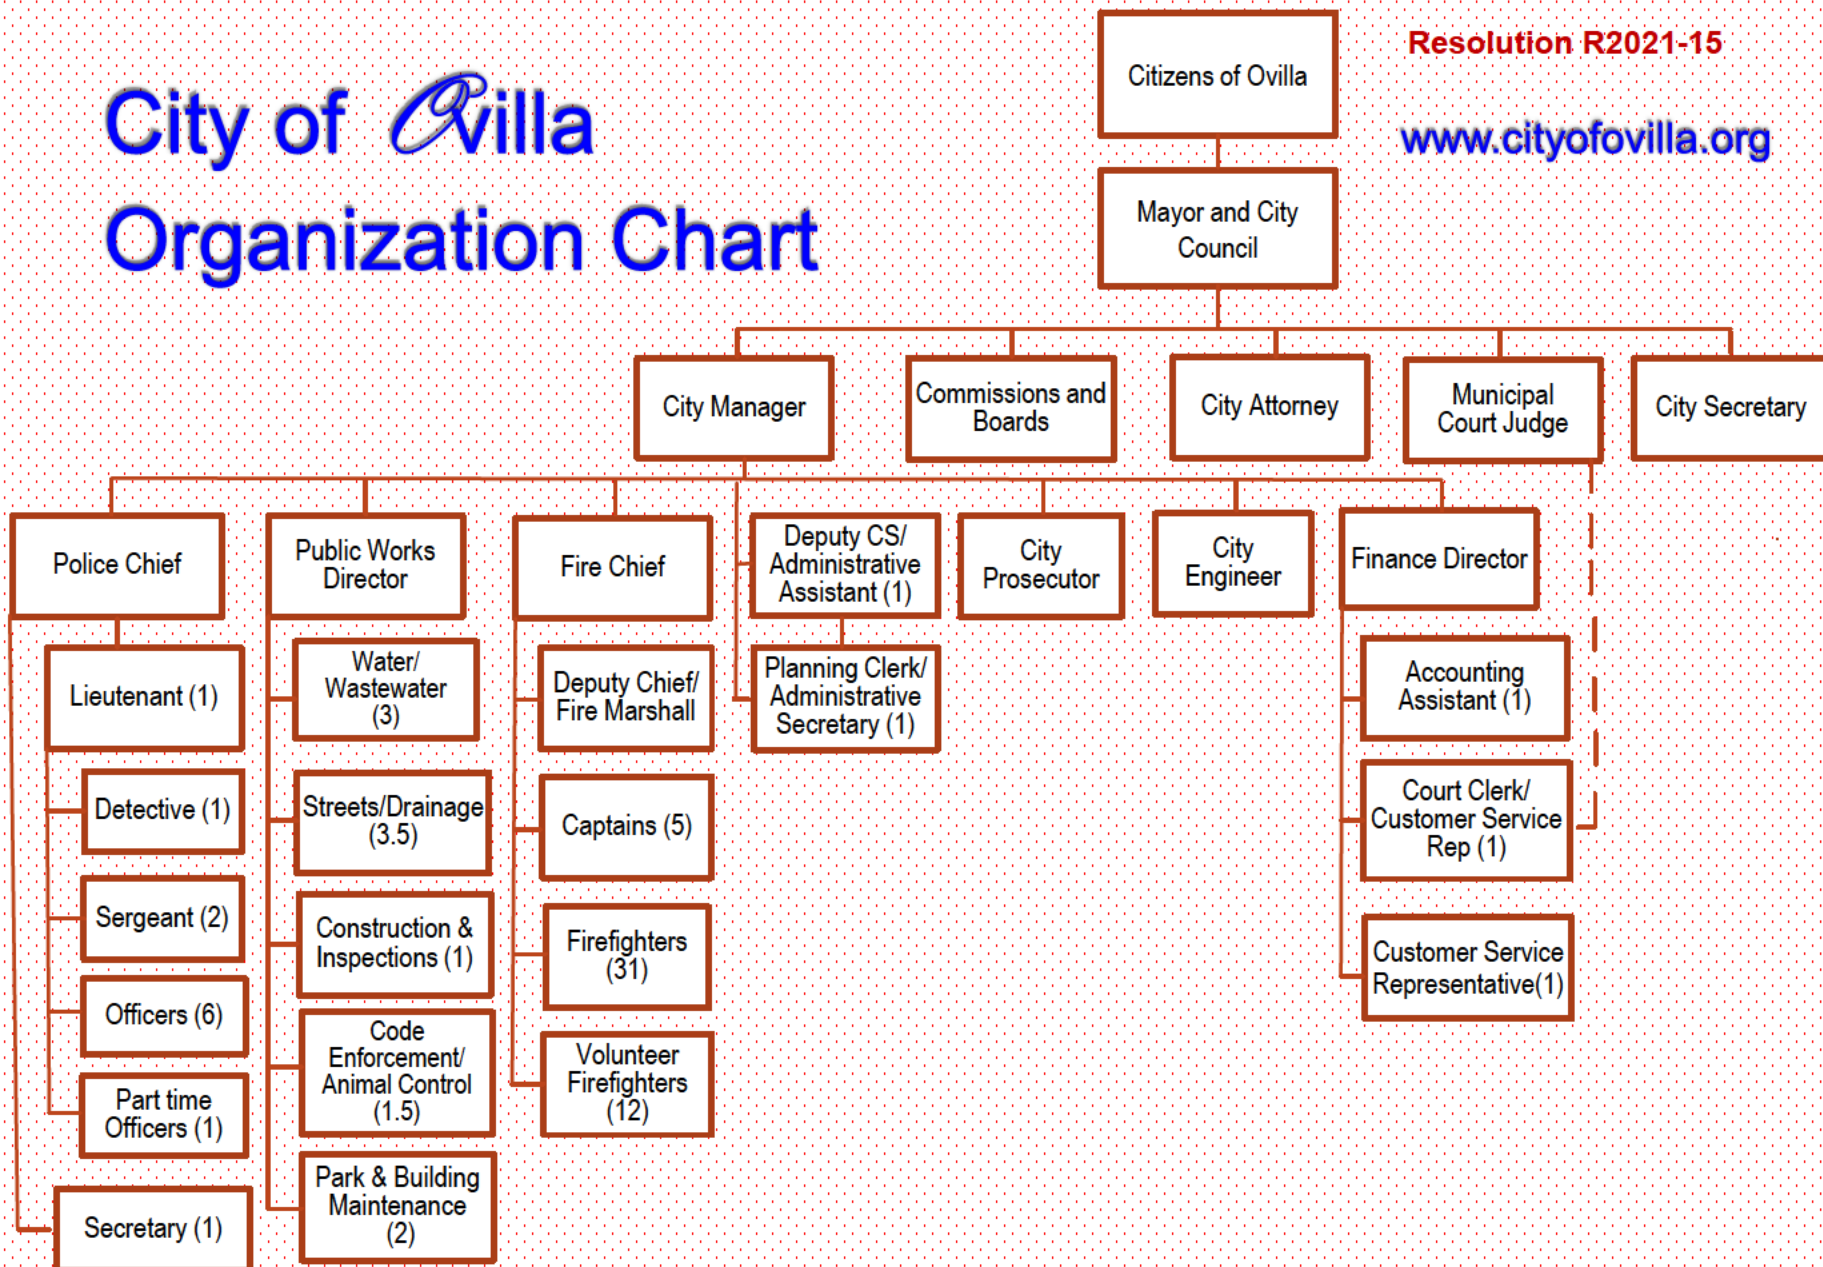 City of Ovilla
Organization Chart
Resolution R2021-15
www.cityofovilla.org
Citizens of Ovilla
Mayor and City
Council
City Manager
Commissions and
Boards
City Attorney
Municipal
Court Judge
City Secretary
Police Chief
Public Works
Director
Fire Chief
Deputy CS/
Administrative
Assistant (1)
City
Prosecutor
City
Engineer
Finance Director
Lieutenant (1)
Detective (1)
Sergeant (2)
Officers (6)
Part time
Officers (1)
Secretary (1)
Water/
Wastewater
(3)
Streets/Drainage
(3.5)
Construction &
Inspections (1)
Code
Enforcement/
Animal Control
(1.5)
Park & Building
Maintenance
(2)
Deputy Chief/
Fire Marshall
Captains (5)
Firefighters
(31)
Volunteer
Firefighters
(12)
Planning Clerk/
Administrative
Secretary (1)
Accounting
Assistant (1)
Court Clerk/
Customer Service
Rep (1)
Customer Service
Representative(1)